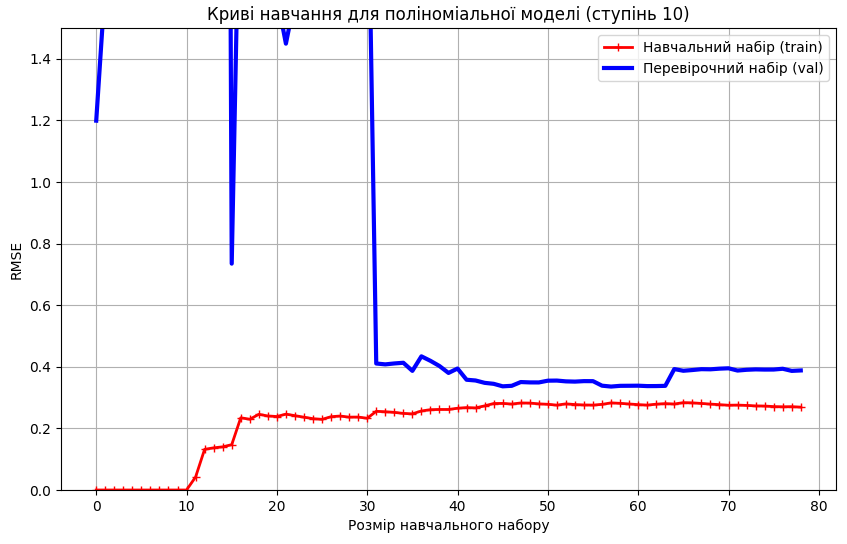 Криві навчання для поліноміальної моделі (ступінь 10)
Навчальний набір (train)
Перевірочний набір (val)
RMSE
1.4
1.2
1.0
0.8
0.6
0.4
0.2
0.0
0 10 20 30 40 50 60 70 80
Розмір навчального набору